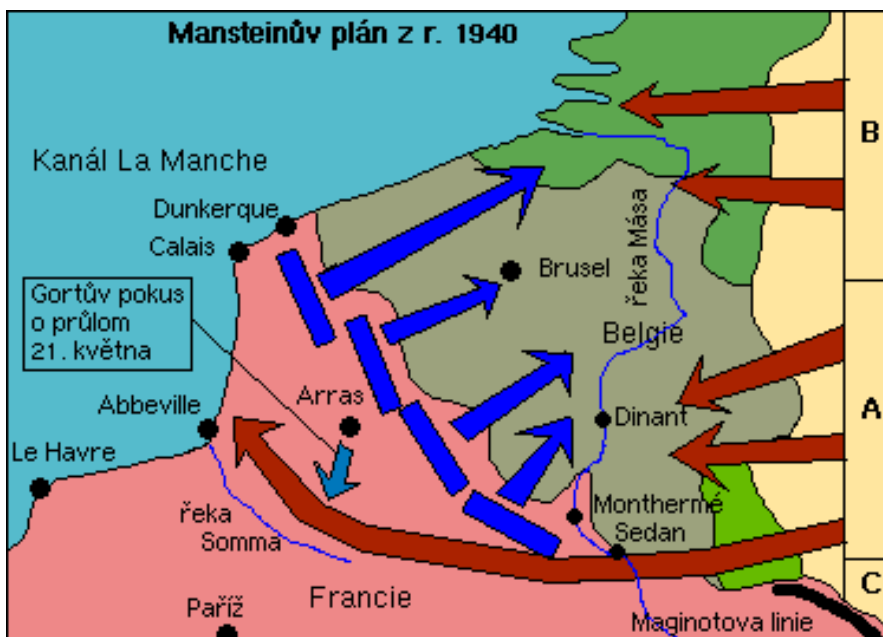 Mansteinův plán z r. 1940
B
Kanál La Manche
Dunkerque
Calais
řeka Mása
Brusel
Gortův pokus
o průlom
21. května
Belgie
Abbeville
Arras
Dinant
A
Le Havre
řeka
Somma
Monthermé
Sedan
C
Francie
Paříž
Maginotova linie